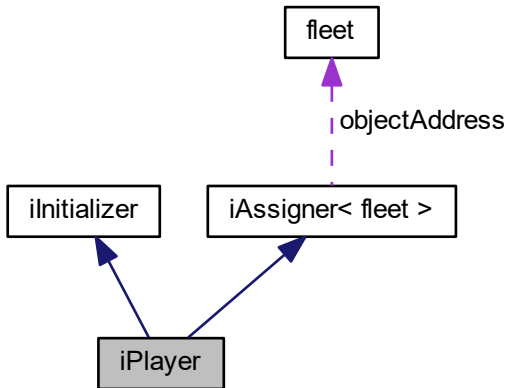 fleet
objectAddress
iInitializer
iAssigner< fleet >
iPlayer